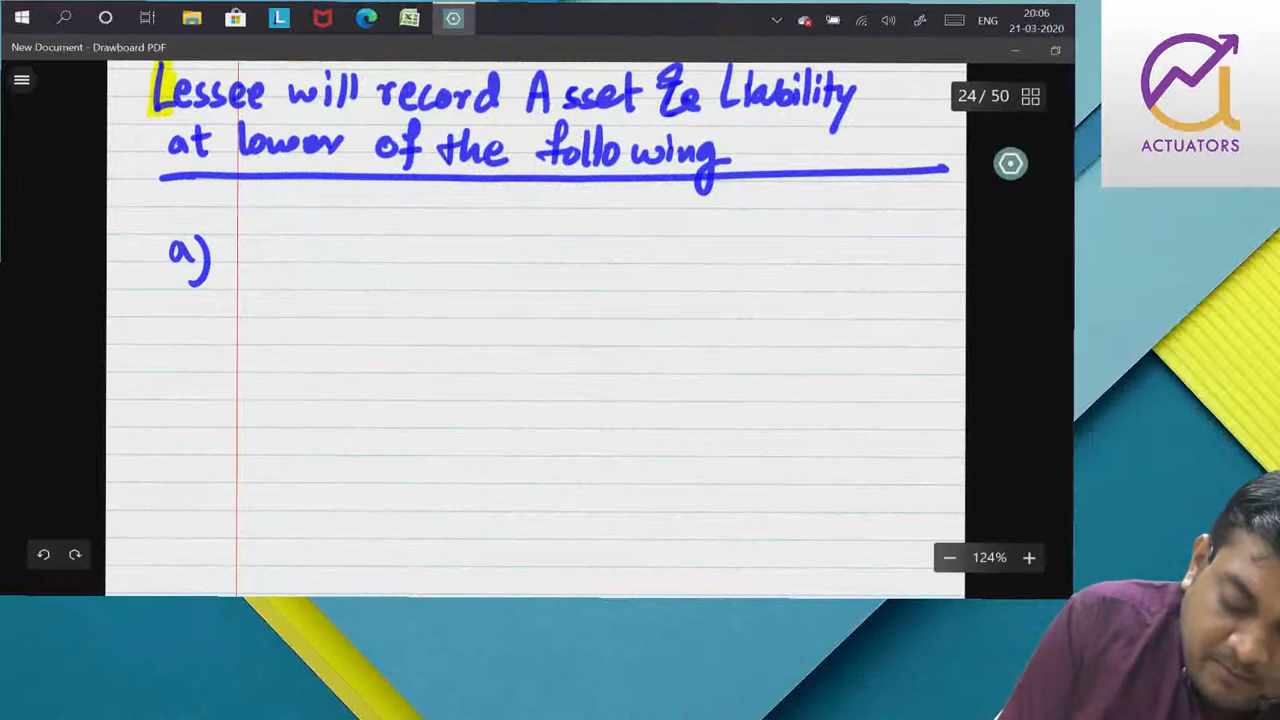 20:06
ENG
21-03-2020
New Document - Drawboard PDF
Lessee will record Asset & Liability
24 / 50
at lower of the following
ACTUATORS
a)
124%